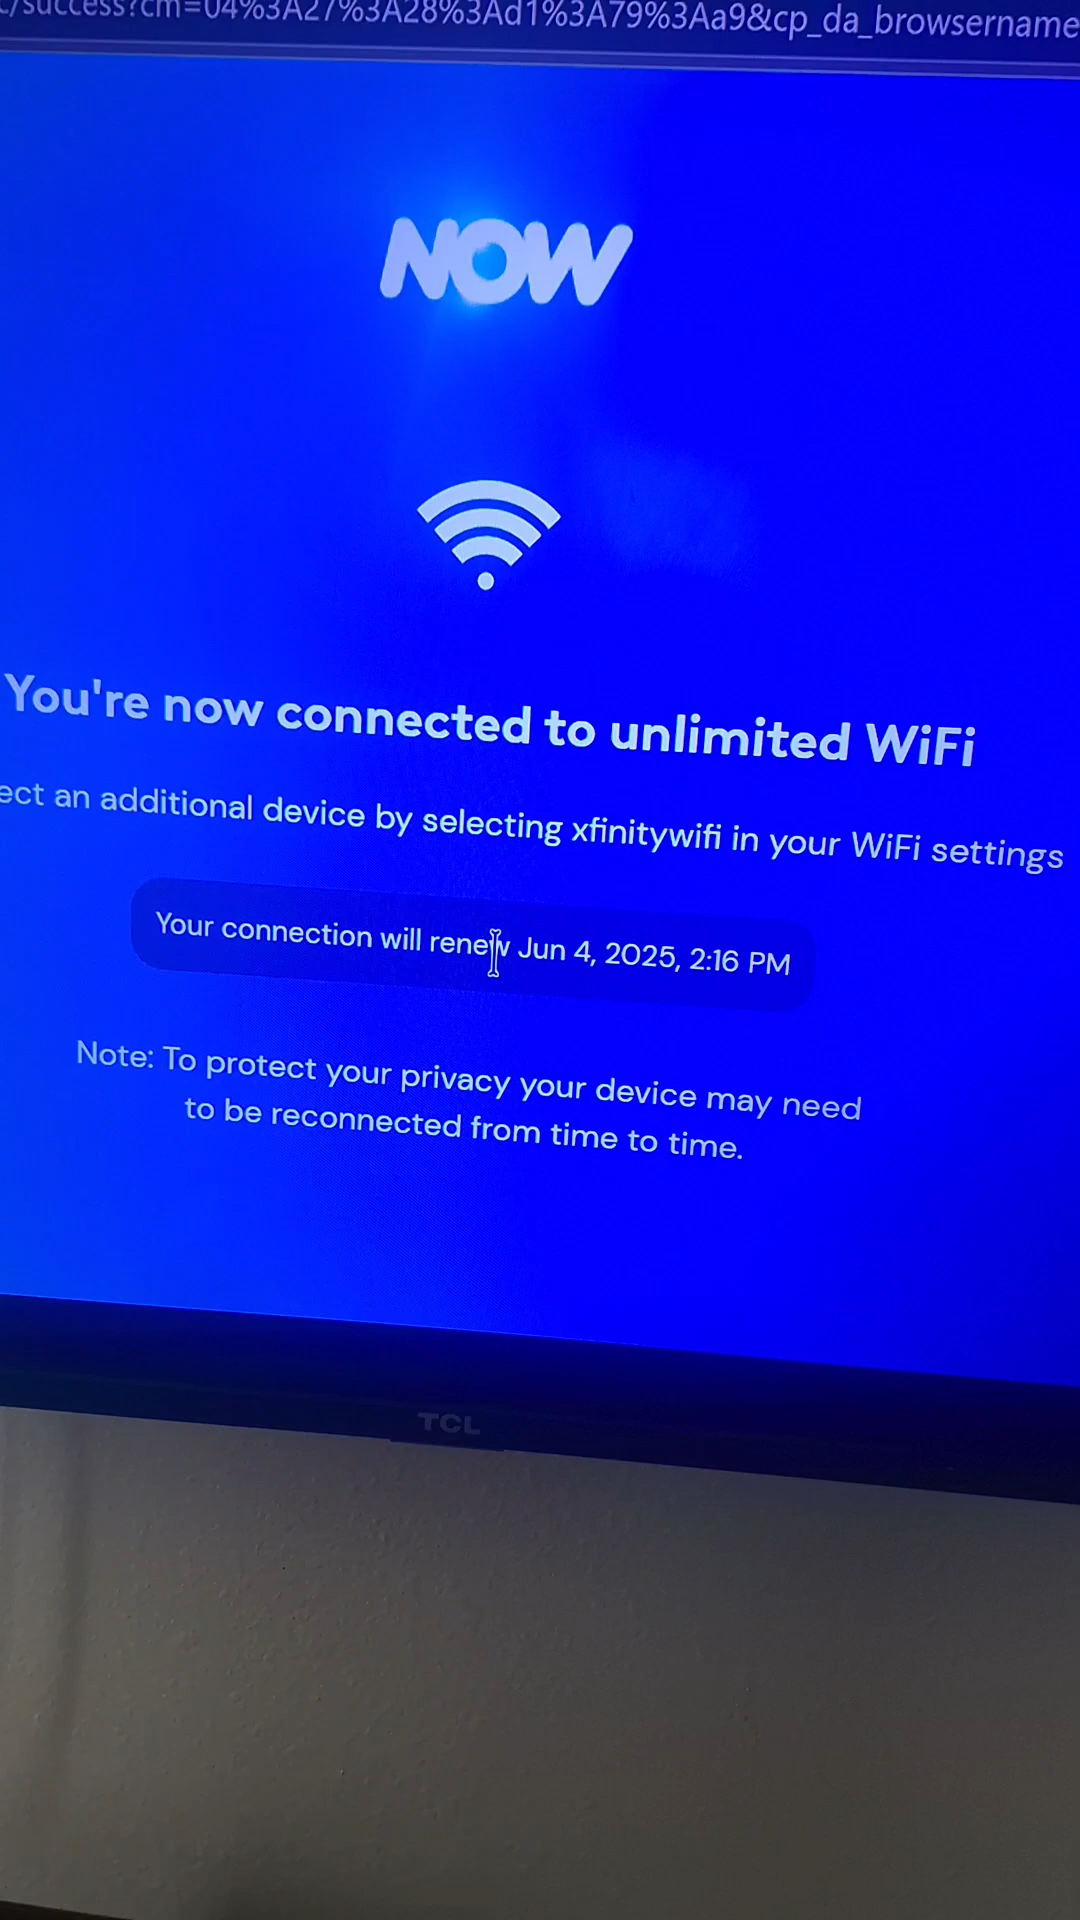 /success?cm=04%3A27%3A28%3Ad1%3A79%3Aa9&cp_da_browsername
NOW
You're now connected to unlimited WiFi
ect an additional device by selecting xfinitywifi in your WiFi settings
Your connection will renew Jun 4, 2025, 2:16 PM
Note: To protect your privacy your device may need
to be reconnected from time to time.
TCL